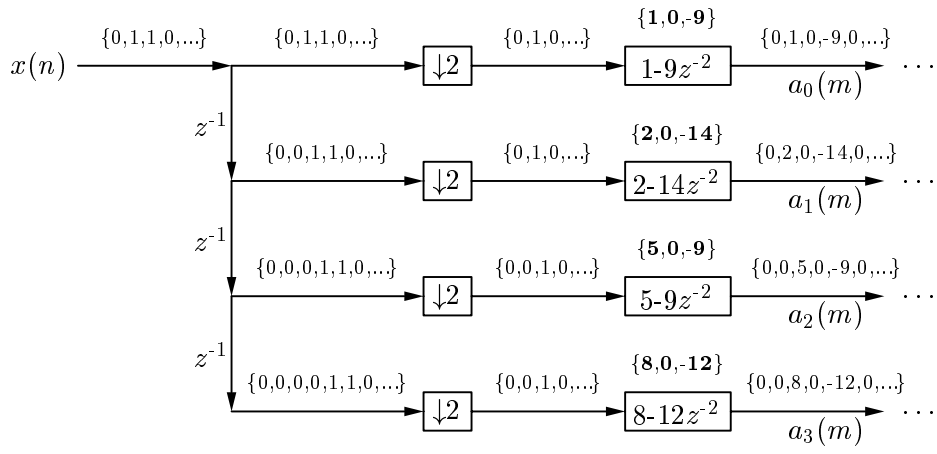 {1,0,-9}
{0,1,1,0,...} {0,1,1,0,...} {0,1,0,...} {0,1,0,-9,0,...}
x(n) ↓2 1-9z⁻² a₀(m) ...
z⁻¹ {2,0,-14}
{0,0,1,1,0,...} {0,1,0,...} {0,2,0,-14,0,...}
↓2 2-14z⁻² a₁(m) ...
z⁻¹ {5,0,-9}
{0,0,0,1,1,0,...} {0,0,1,0,...} {0,0,5,0,-9,0,...}
↓2 5-9z⁻² a₂(m) ...
z⁻¹ {8,0,-12}
{0,0,0,0,1,1,0,...} {0,0,1,0,...} {0,0,8,0,-12,0,...}
↓2 8-12z⁻² a₃(m) ...